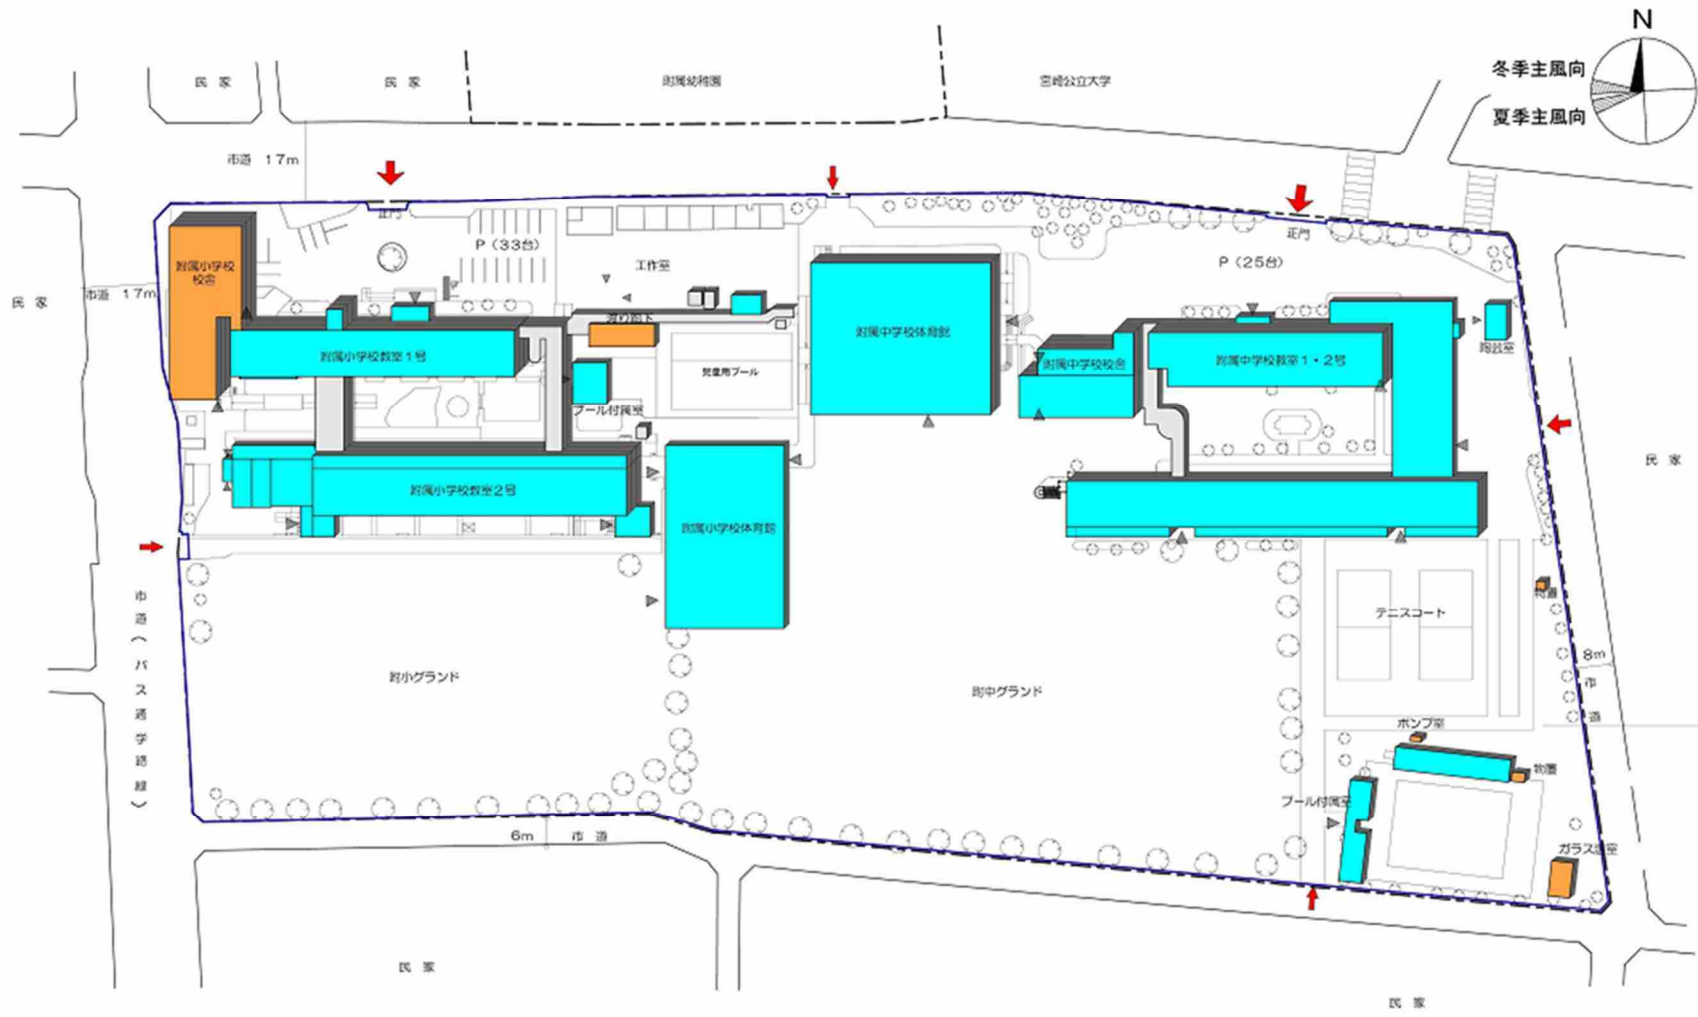 N
冬季主風向
夏季主風向
民　家
民　家
附属幼稚園
宮崎公立大学
市道　17m
正門
P（33台）
工作室
P（25台）
正門
附属小学校
校舎
民　家
市道　17m
渡り廊下
附属小学校教室1号
児童用プール
附属中学校体育館
附属中学校校舎
附属中学校教室1・2号
陶芸室
プール付属室
民　家
附属小学校教室2号
附属小学校体育館
市道（バス通学路線）
物置
テニスコート
附小グランド
附中グランド
8m
市道
ポンプ室
物置
プール付属室
ガラス温室
6m　市　道
民　家
民　家